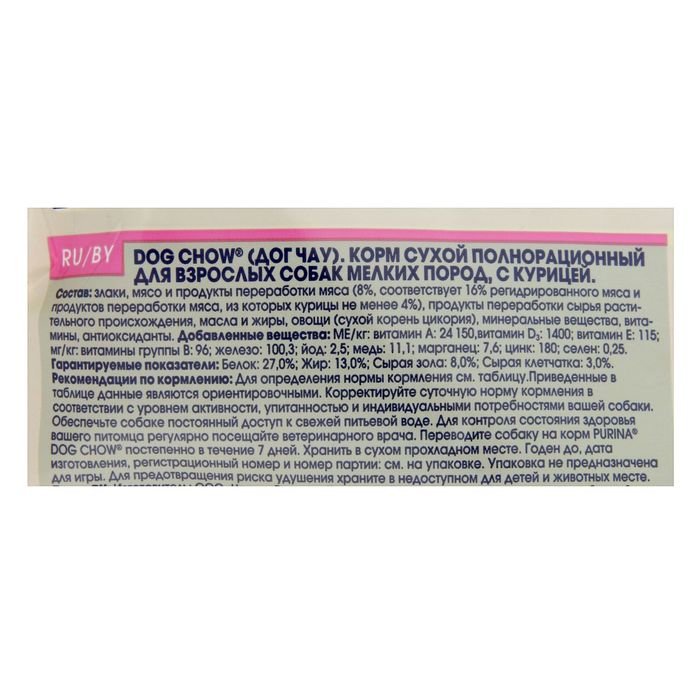 RU/BY
DOG CHOW® (ДОГ ЧАУ). КОРМ СУХОЙ ПОЛНОРАЦИОННЫЙ
ДЛЯ ВЗРОСЛЫХ СОБАК МЕЛКИХ ПОРОД, С КУРИЦЕЙ.
Состав: злаки, мясо и продукты переработки мяса (8%, соответствует 16% регидрированного мяса и
продуктов переработки мяса, из которых курицы не менее 4%), продукты переработки сырья расти-
тельного происхождения, масла и жиры, овощи (сухой корень цикория), минеральные вещества, вита-
мины, антиоксиданты. Добавленные вещества: МЕ/кг: витамин А: 24 150,витамин D₃: 1400; витамин Е: 115;
мг/кг: витамины группы В: 96; железо: 100,3; йод: 2,5; медь: 11,1; марганец: 7,6; цинк: 180; селен: 0,25.
Гарантируемые показатели: Белок: 27,0%; Жир: 13,0%; Сырая зола: 8,0%; Сырая клетчатка: 3,0%.
Рекомендации по кормлению: Для определения нормы кормления см. таблицу.Приведенные в
таблице данные являются ориентировочными. Корректируйте суточную норму кормления в
соответствии с уровнем активности, упитанностью и индивидуальными потребностями вашей собаки.
Обеспечьте собаке постоянный доступ к свежей питьевой воде. Для контроля состояния здоровья
вашего питомца регулярно посещайте ветеринарного врача. Переводите собаку на корм PURINA®
DOG CHOW® постепенно в течение 7 дней. Хранить в сухом прохладном месте. Годен до, дата
изготовления, регистрационный номер и номер партии: см. на упаковке. Упаковка не предназначена
для игры. Для предотвращения риска удушения храните в недоступном для детей и животных месте.